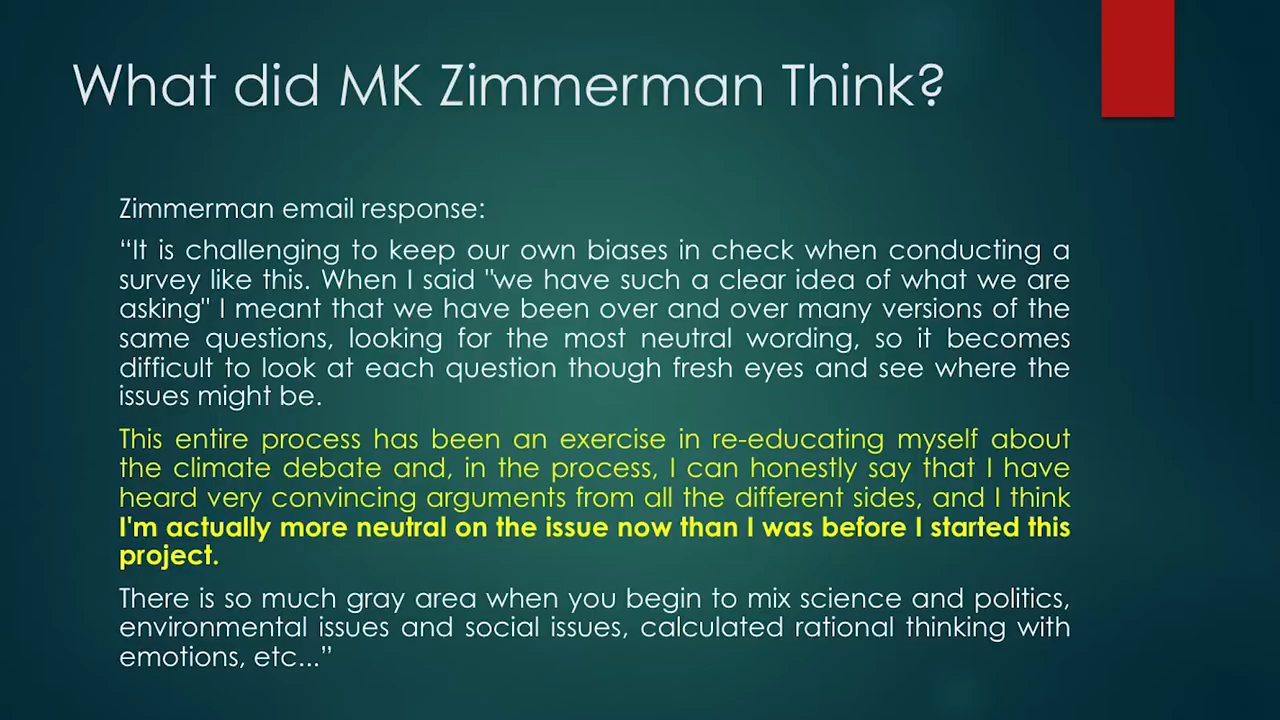 What did MK Zimmerman Think?
Zimmerman email response:
“It is challenging to keep our own biases in check when conducting a
survey like this. When I said "we have such a clear idea of what we are
asking" I meant that we have been over and over many versions of the
same questions, looking for the most neutral wording, so it becomes
difficult to look at each question though fresh eyes and see where the
issues might be.
This entire process has been an exercise in re-educating myself about
the climate debate and, in the process, I can honestly say that I have
heard very convincing arguments from all the different sides, and I think
I'm actually more neutral on the issue now than I was before I started this
project.
There is so much gray area when you begin to mix science and politics,
environmental issues and social issues, calculated rational thinking with
emotions, etc...”